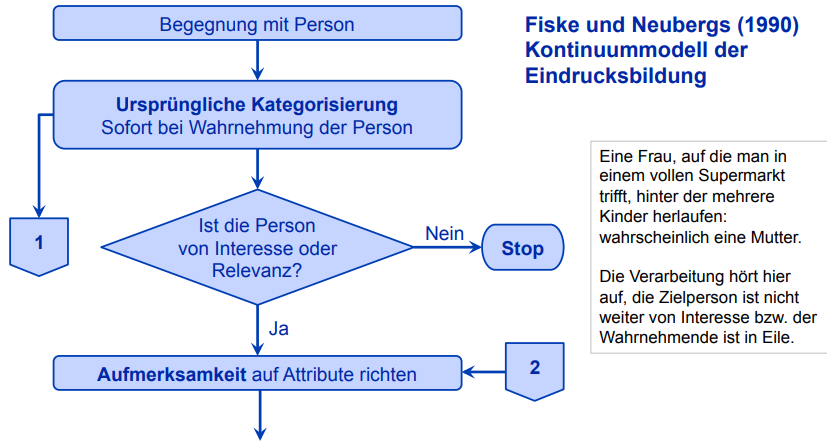 Begegnung mit Person
Fiske und Neubergs (1990)
Kontinuummodell der
Eindrucksbildung
Ursprüngliche Kategorisierung
Sofort bei Wahrnehmung der Person
1
Ist die Person
von Interesse oder
Relevanz?
Nein
Stop
Eine Frau, auf die man in
einem vollen Supermarkt
trifft, hinter der mehrere
Kinder herlaufen:
wahrscheinlich eine Mutter.
Die Verarbeitung hört hier
auf, die Zielperson ist nicht
weiter von Interesse bzw. der
Wahrnehmende ist in Eile.
Ja
Aufmerksamkeit auf Attribute richten
2